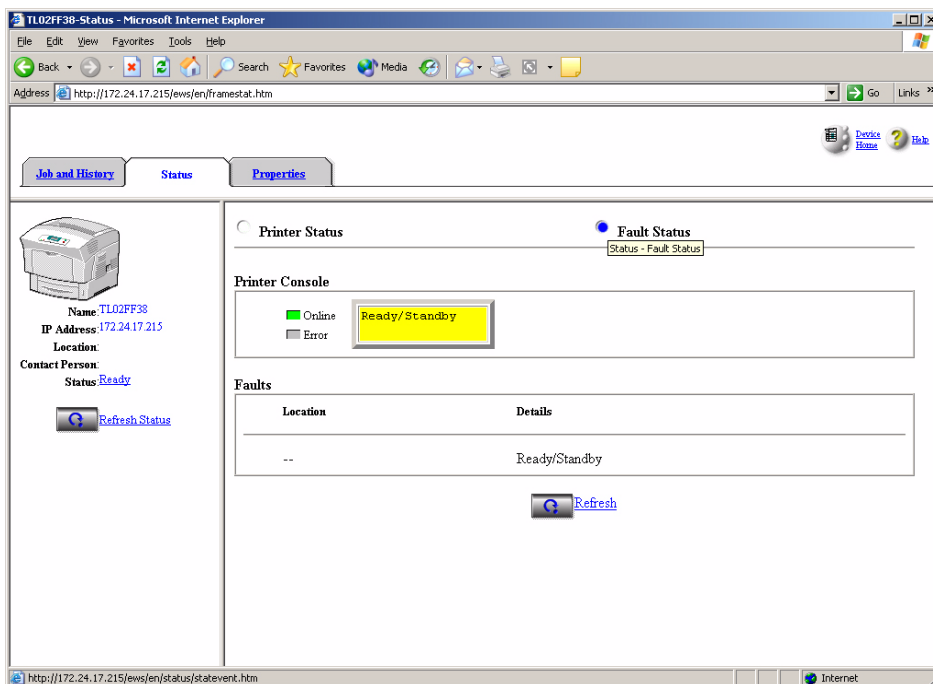 TL02FF38-Status - Microsoft Internet Explorer
File Edit View Favorites Tools Help
Back Search Favorites Media
Address http://172.24.17.215/ews/en/framestat.htm Go Links »
Device Home Help
Job and History Status Properties
Printer Status Fault Status
Status - Fault Status
Printer Console
Online Ready/Standby
Error
Name:TL02FF38
IP Address:172.24.17.215
Location:
Contact Person:
Status:Ready
Refresh Status
Faults
Location Details
-- Ready/Standby
Refresh
http://172.24.17.215/ews/en/status/statevent.htm Internet